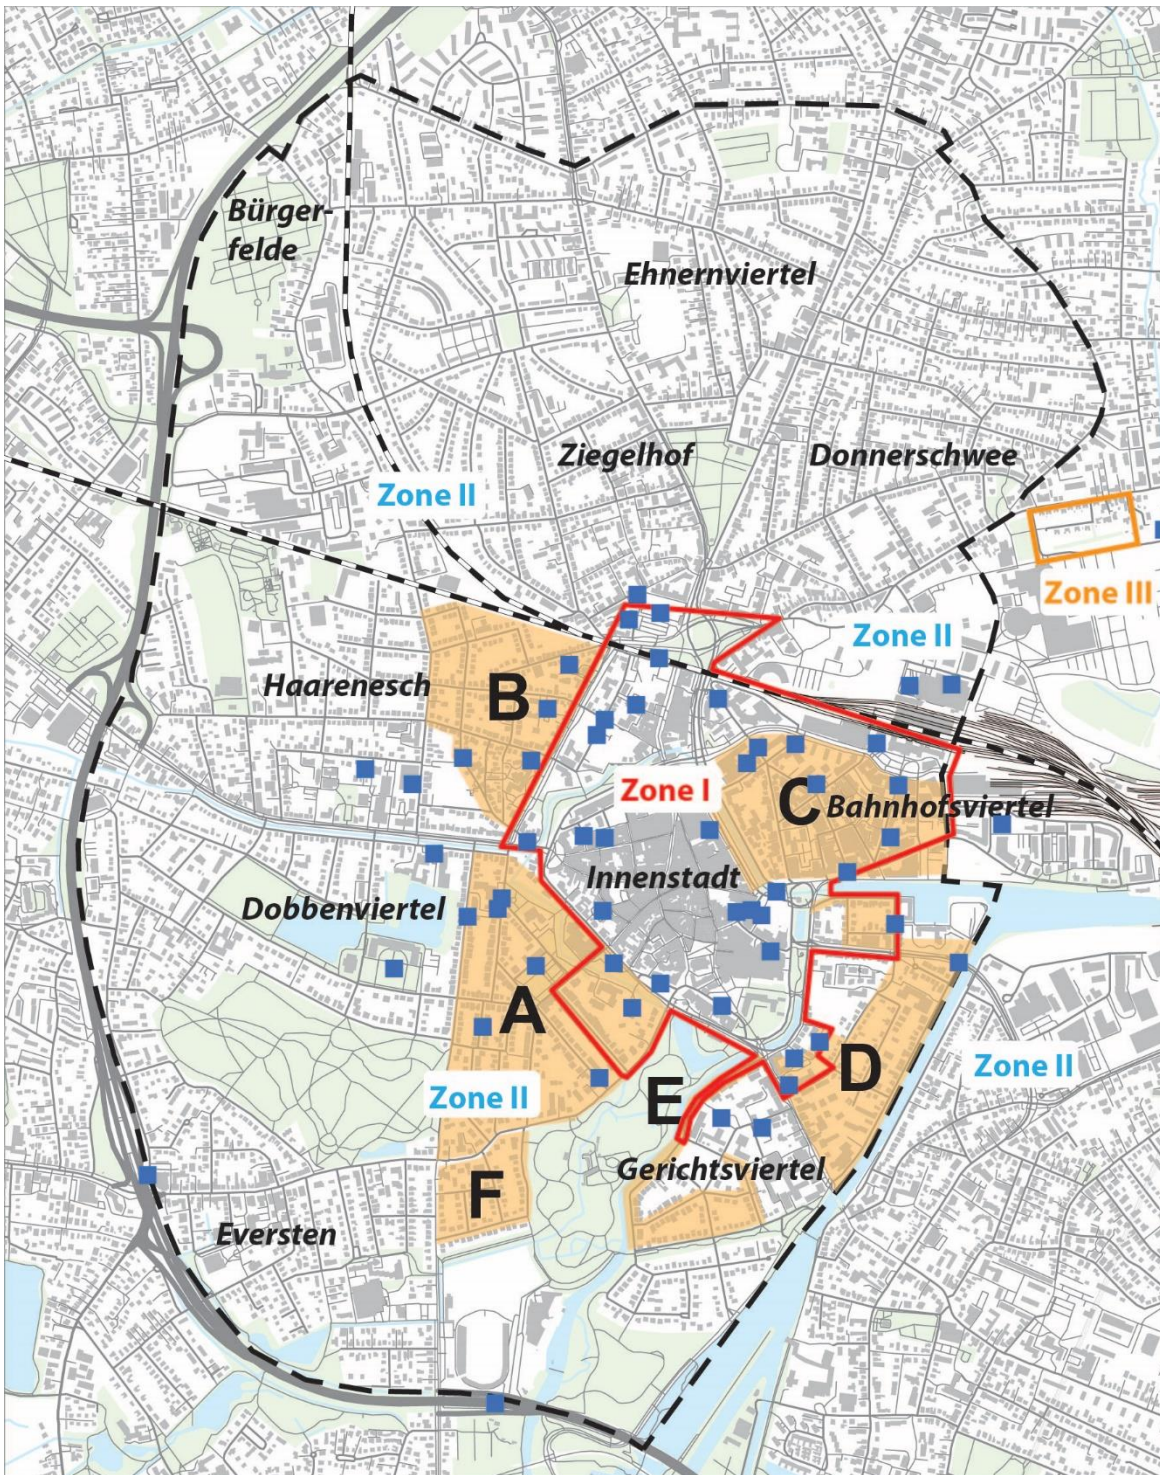 Bürger-
felde
Ehnernviertel
Ziegelhof
Donnerschwee
Zone II
Zone III
Zone II
Haarenesch
B
Zone I
C
Bahnhofsviertel
Innenstadt
Dobbenviertel
A
D
Zone II
Zone II
E
Gerichtsviertel
F
Eversten